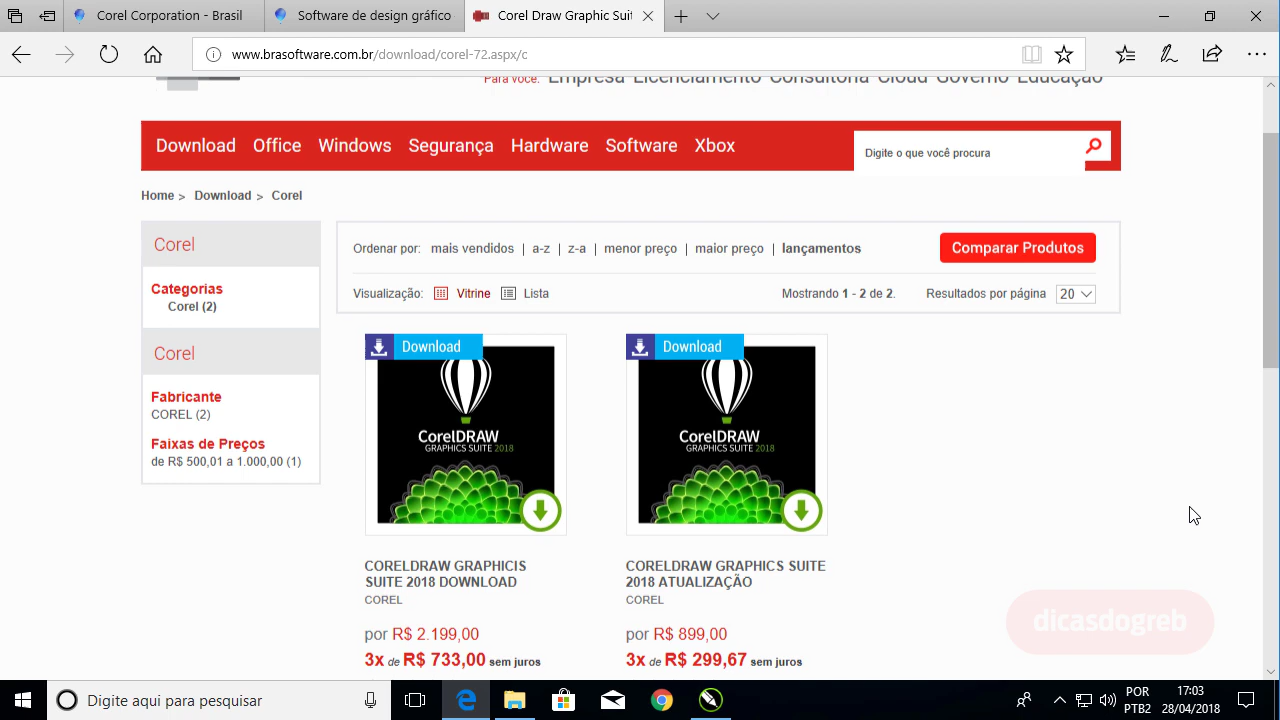 Corel Corporation - Brasil
Software de design gráfico
Corel Draw Graphic Suit
www.brasoftware.com.br/download/corel-72.aspx/c
Para você: Empresa Licenciamento Consultoria Cloud Governo Educação
Download Office Windows Segurança Hardware Software Xbox
Digite o que você procura
Home > Download > Corel
Corel
Categorias
Corel (2)
Corel
Fabricante
COREL (2)
Faixas de Preços
de R$ 500,01 a 1.000,00 (1)
Ordenar por: mais vendidos | a-z | z-a | menor preço | maior preço | lançamentos
Comparar Produtos
Visualização: Vitrine Lista
Mostrando 1 - 2 de 2.
Resultados por página 20
Download
CorelDRAW
GRAPHICS SUITE 2018
CORELDRAW GRAPHICIS
SUITE 2018 DOWNLOAD
COREL
por R$ 2.199,00
3x de R$ 733,00 sem juros
Download
CorelDRAW
GRAPHICS SUITE 2018
CORELDRAW GRAPHICS SUITE
2018 ATUALIZAÇÃO
COREL
por R$ 899,00
3x de R$ 299,67 sem juros
dicasdogreb
Digite aqui para pesquisar
POR
PTB2
17:03
28/04/2018